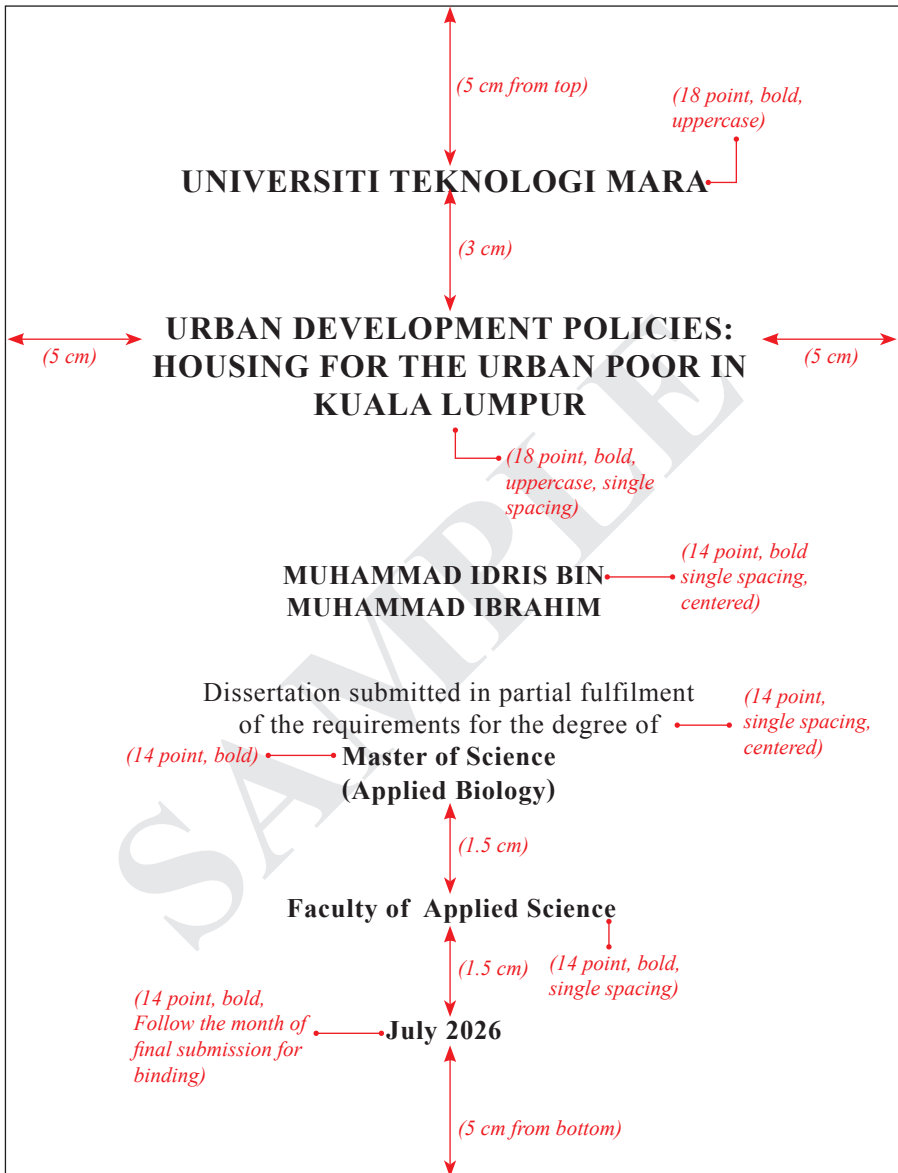 (5 cm from top)
(18 point, bold,
uppercase)
UNIVERSITI TEKNOLOGI MARA
(3 cm)
URBAN DEVELOPMENT POLICIES:
HOUSING FOR THE URBAN POOR IN
KUALA LUMPUR
(5 cm)
(5 cm)
(18 point, bold,
uppercase, single
spacing)
MUHAMMAD IDRIS BIN
MUHAMMAD IBRAHIM
(14 point, bold
single spacing,
centered)
Dissertation submitted in partial fulfilment
of the requirements for the degree of
(14 point,
single spacing,
centered)
(14 point, bold)
Master of Science
(Applied Biology)
(1.5 cm)
Faculty of Applied Science
(1.5 cm)
(14 point, bold,
single spacing)
(14 point, bold,
Follow the month of
final submission for
binding)
July 2026
(5 cm from bottom)
SAMPLE